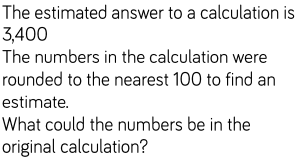 The estimated answer to a calculation is
3,400
The numbers in the calculation were
rounded to the nearest 100 to find an
estimate.
What could the numbers be in the
original calculation?